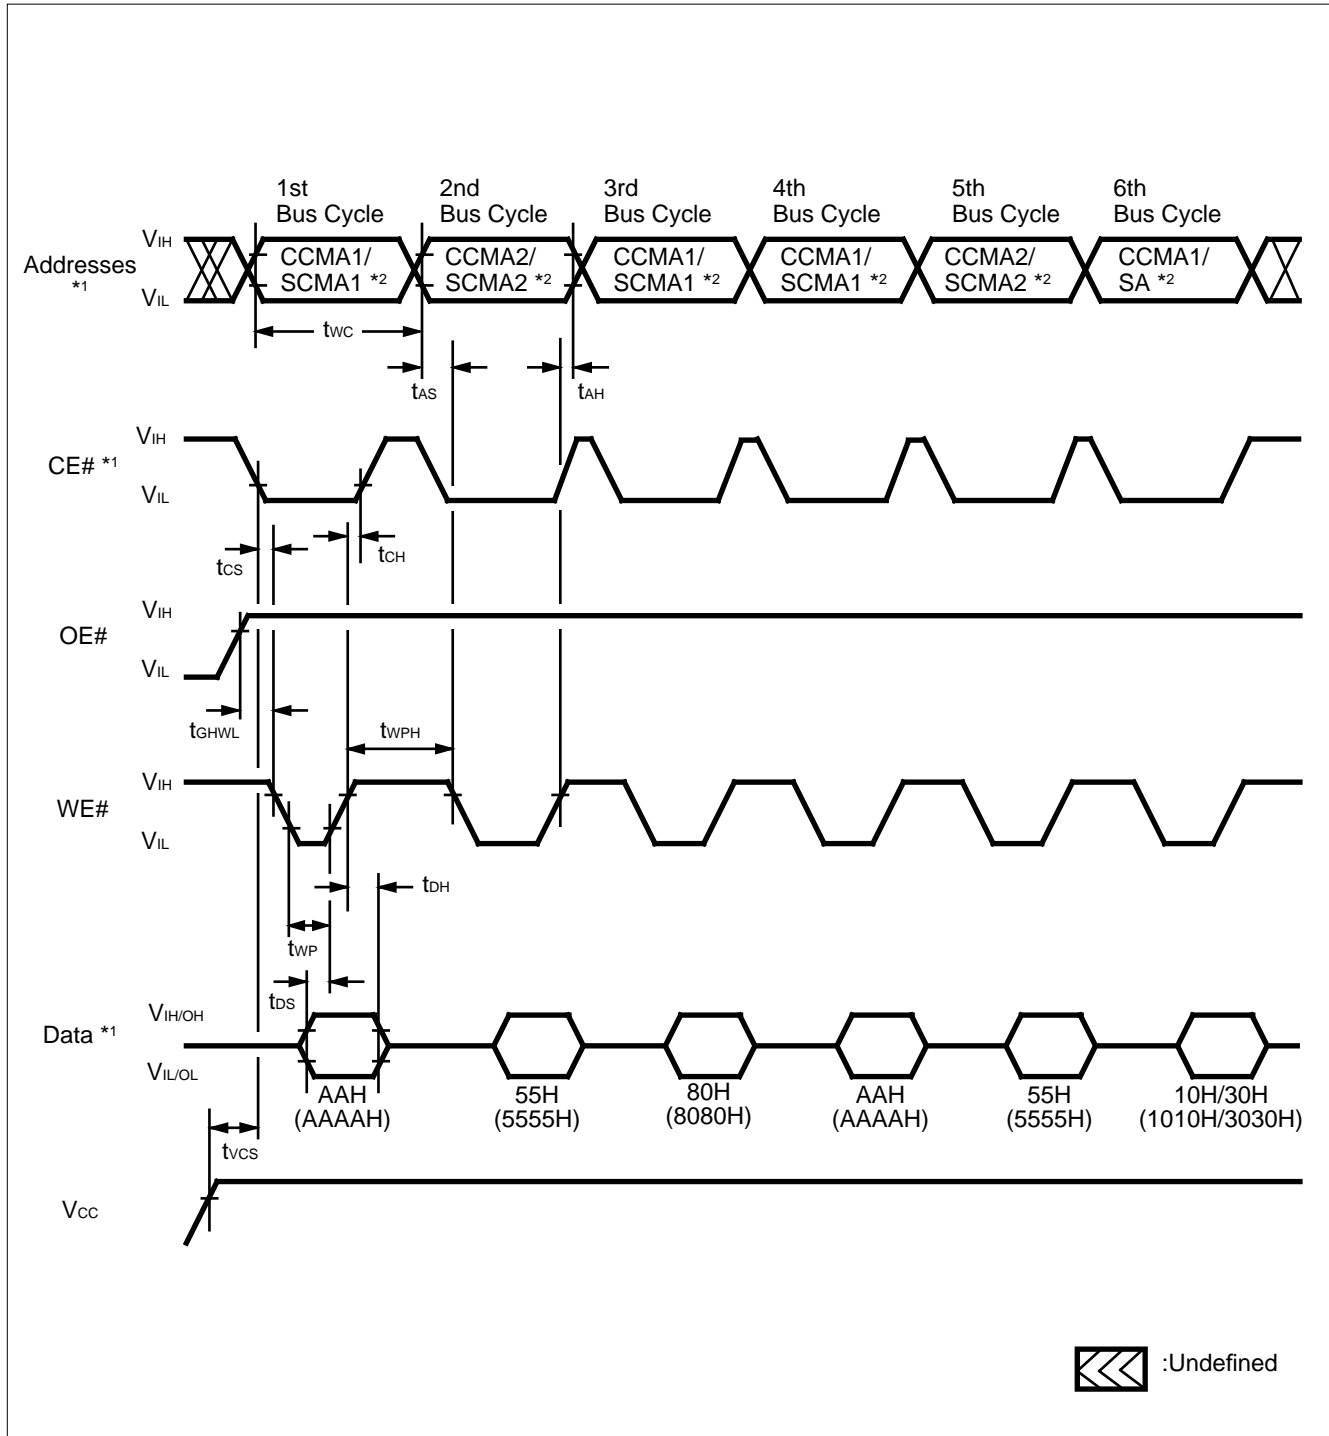 1st
Bus Cycle
2nd
Bus Cycle
3rd
Bus Cycle
4th
Bus Cycle
5th
Bus Cycle
6th
Bus Cycle
Addresses
*1
VIH
VIL
CCMA1/
SCMA1 *2
CCMA2/
SCMA2 *2
CCMA1/
SCMA1 *2
CCMA1/
SCMA1 *2
CCMA2/
SCMA2 *2
CCMA1/
SA *2
tWC
tAS
tAH
CE# *1
VIH
VIL
tCS
tCH
OE#
VIH
VIL
tGHWL
tWPH
WE#
VIH
VIL
tDH
tWP
tDS
Data *1
VIH/OH
VIL/OL
AAH
(AAAAH)
55H
(5555H)
80H
(8080H)
AAH
(AAAAH)
55H
(5555H)
10H/30H
(1010H/3030H)
tVCS
VCC
:Undefined